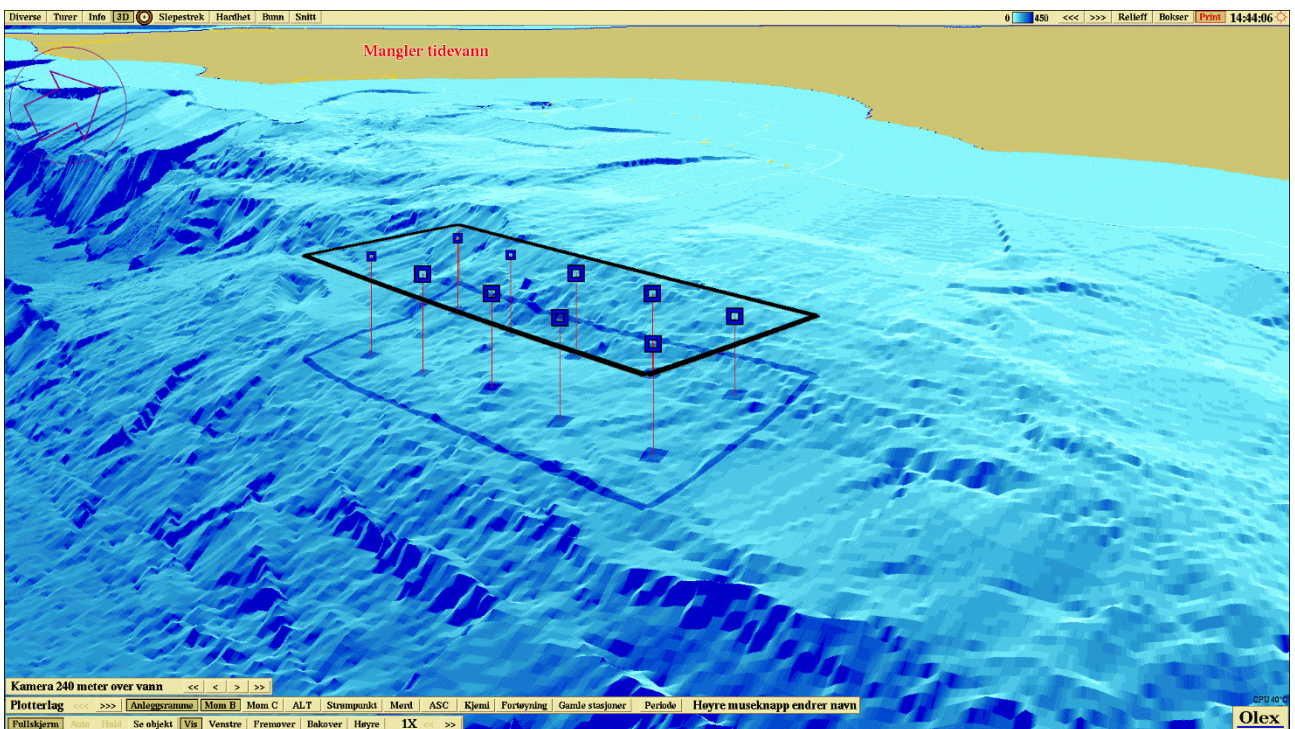 Diverse Turer Info 3D Slepestrek Hardhet Bunn Snitt 0 450 <<< >>> Relieff Bokser Print 14:44:06
Mangler tidevann
Kamera 240 meter over vann << < > >>
CPU 40°C
Plotterlag <<< >>> Anleggsramme Mom B Mom C ALT Strømpunkt Merd ASC Kjemi Fortøyning Gamle stasjoner Periode Høyre museknapp endrer navn
Fullskjerm Auto Hold Se objekt Vis Venstre Fremover Bakover Høyre 1X << >>
Olex